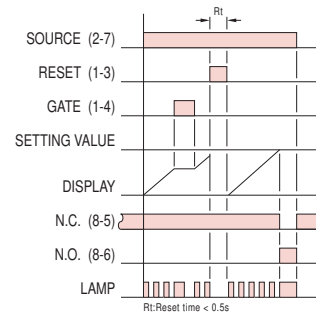 Rt
SOURCE (2-7)
RESET (1-3)
GATE (1-4)
SETTING VALUE
DISPLAY
N.C. (8-5)
N.O. (8-6)
LAMP
Rt:Reset time < 0.5s